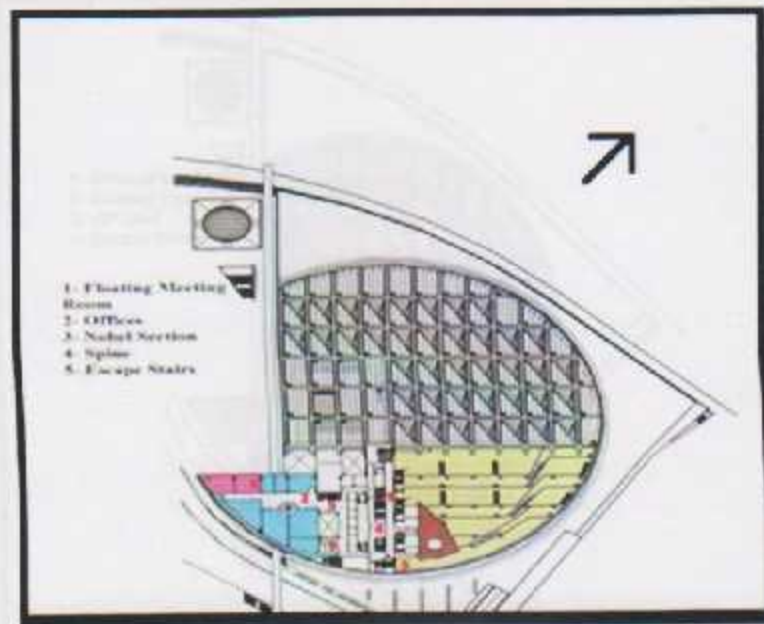 1- Floating Meeting
Room
2- Offices
3- Nobel Section
4- Spine
5- Escape Stairs